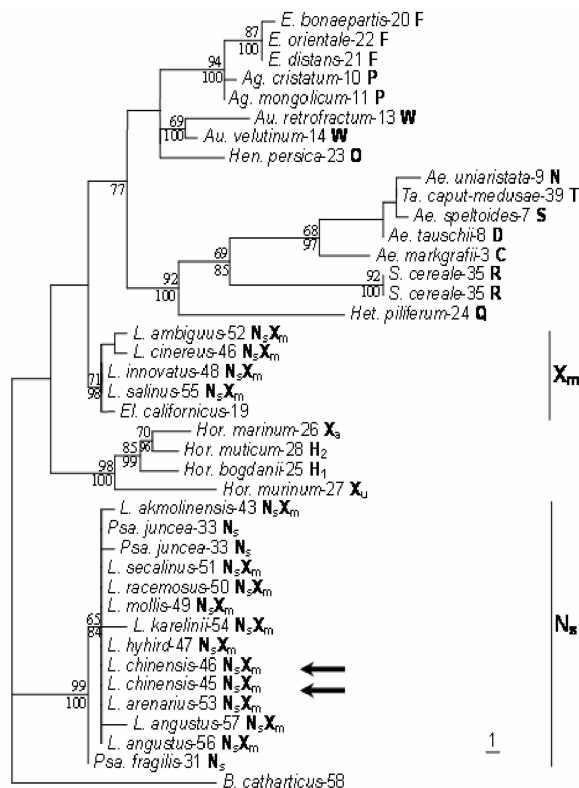 87
100
E. bonaepartis-20 F
E. orientale-22 F
E. distans-21 F
94
100
Ag. cristatum-10 P
Ag. mongolicum-11 P
69
100
Au. retrofractum-13 W
Au. velutinum-14 W
Hen. persica-23 O
77
Ae. uniaristata-9 N
Ta. caput-medusae-39 T
Ae. speltoides-7 S
Ae. tauschii-8 D
68
97
Ae. markgrafii-3 C
69
85
92
100
S. cereale-35 R
S. cereale-35 R
92
100
Het. piliferum-24 Q
L. ambiguus-52 NsXm
L. cinereus-46 NsXm
L. innovatus-48 NsXm
71
98
L. salinus-55 NsXm
El. californicus-19
Xm
70
96
Hor. marinum-26 Xa
Hor. muticum-28 H2
85
99
Hor. bogdanii-25 H1
98
100
Hor. murinum-27 Xu
L. akmolinensis-43 NsXm
Psa. juncea-33 Ns
Psa. juncea-33 Ns
L. secalinus-51 NsXm
L. racemosus-50 NsXm
L. mollis-49 NsXm
65
84
L. karelinii-54 NsXm
L. hyhird-47 NsXm
L. chinensis-46 NsXm
L. chinensis-45 NsXm
L. arenarius-53 NsXm
L. angustus-57 NsXm
L. angustus-56 NsXm
99
100
Psa. fragilis-31 Ns
Ns
1
B. catharticus-58